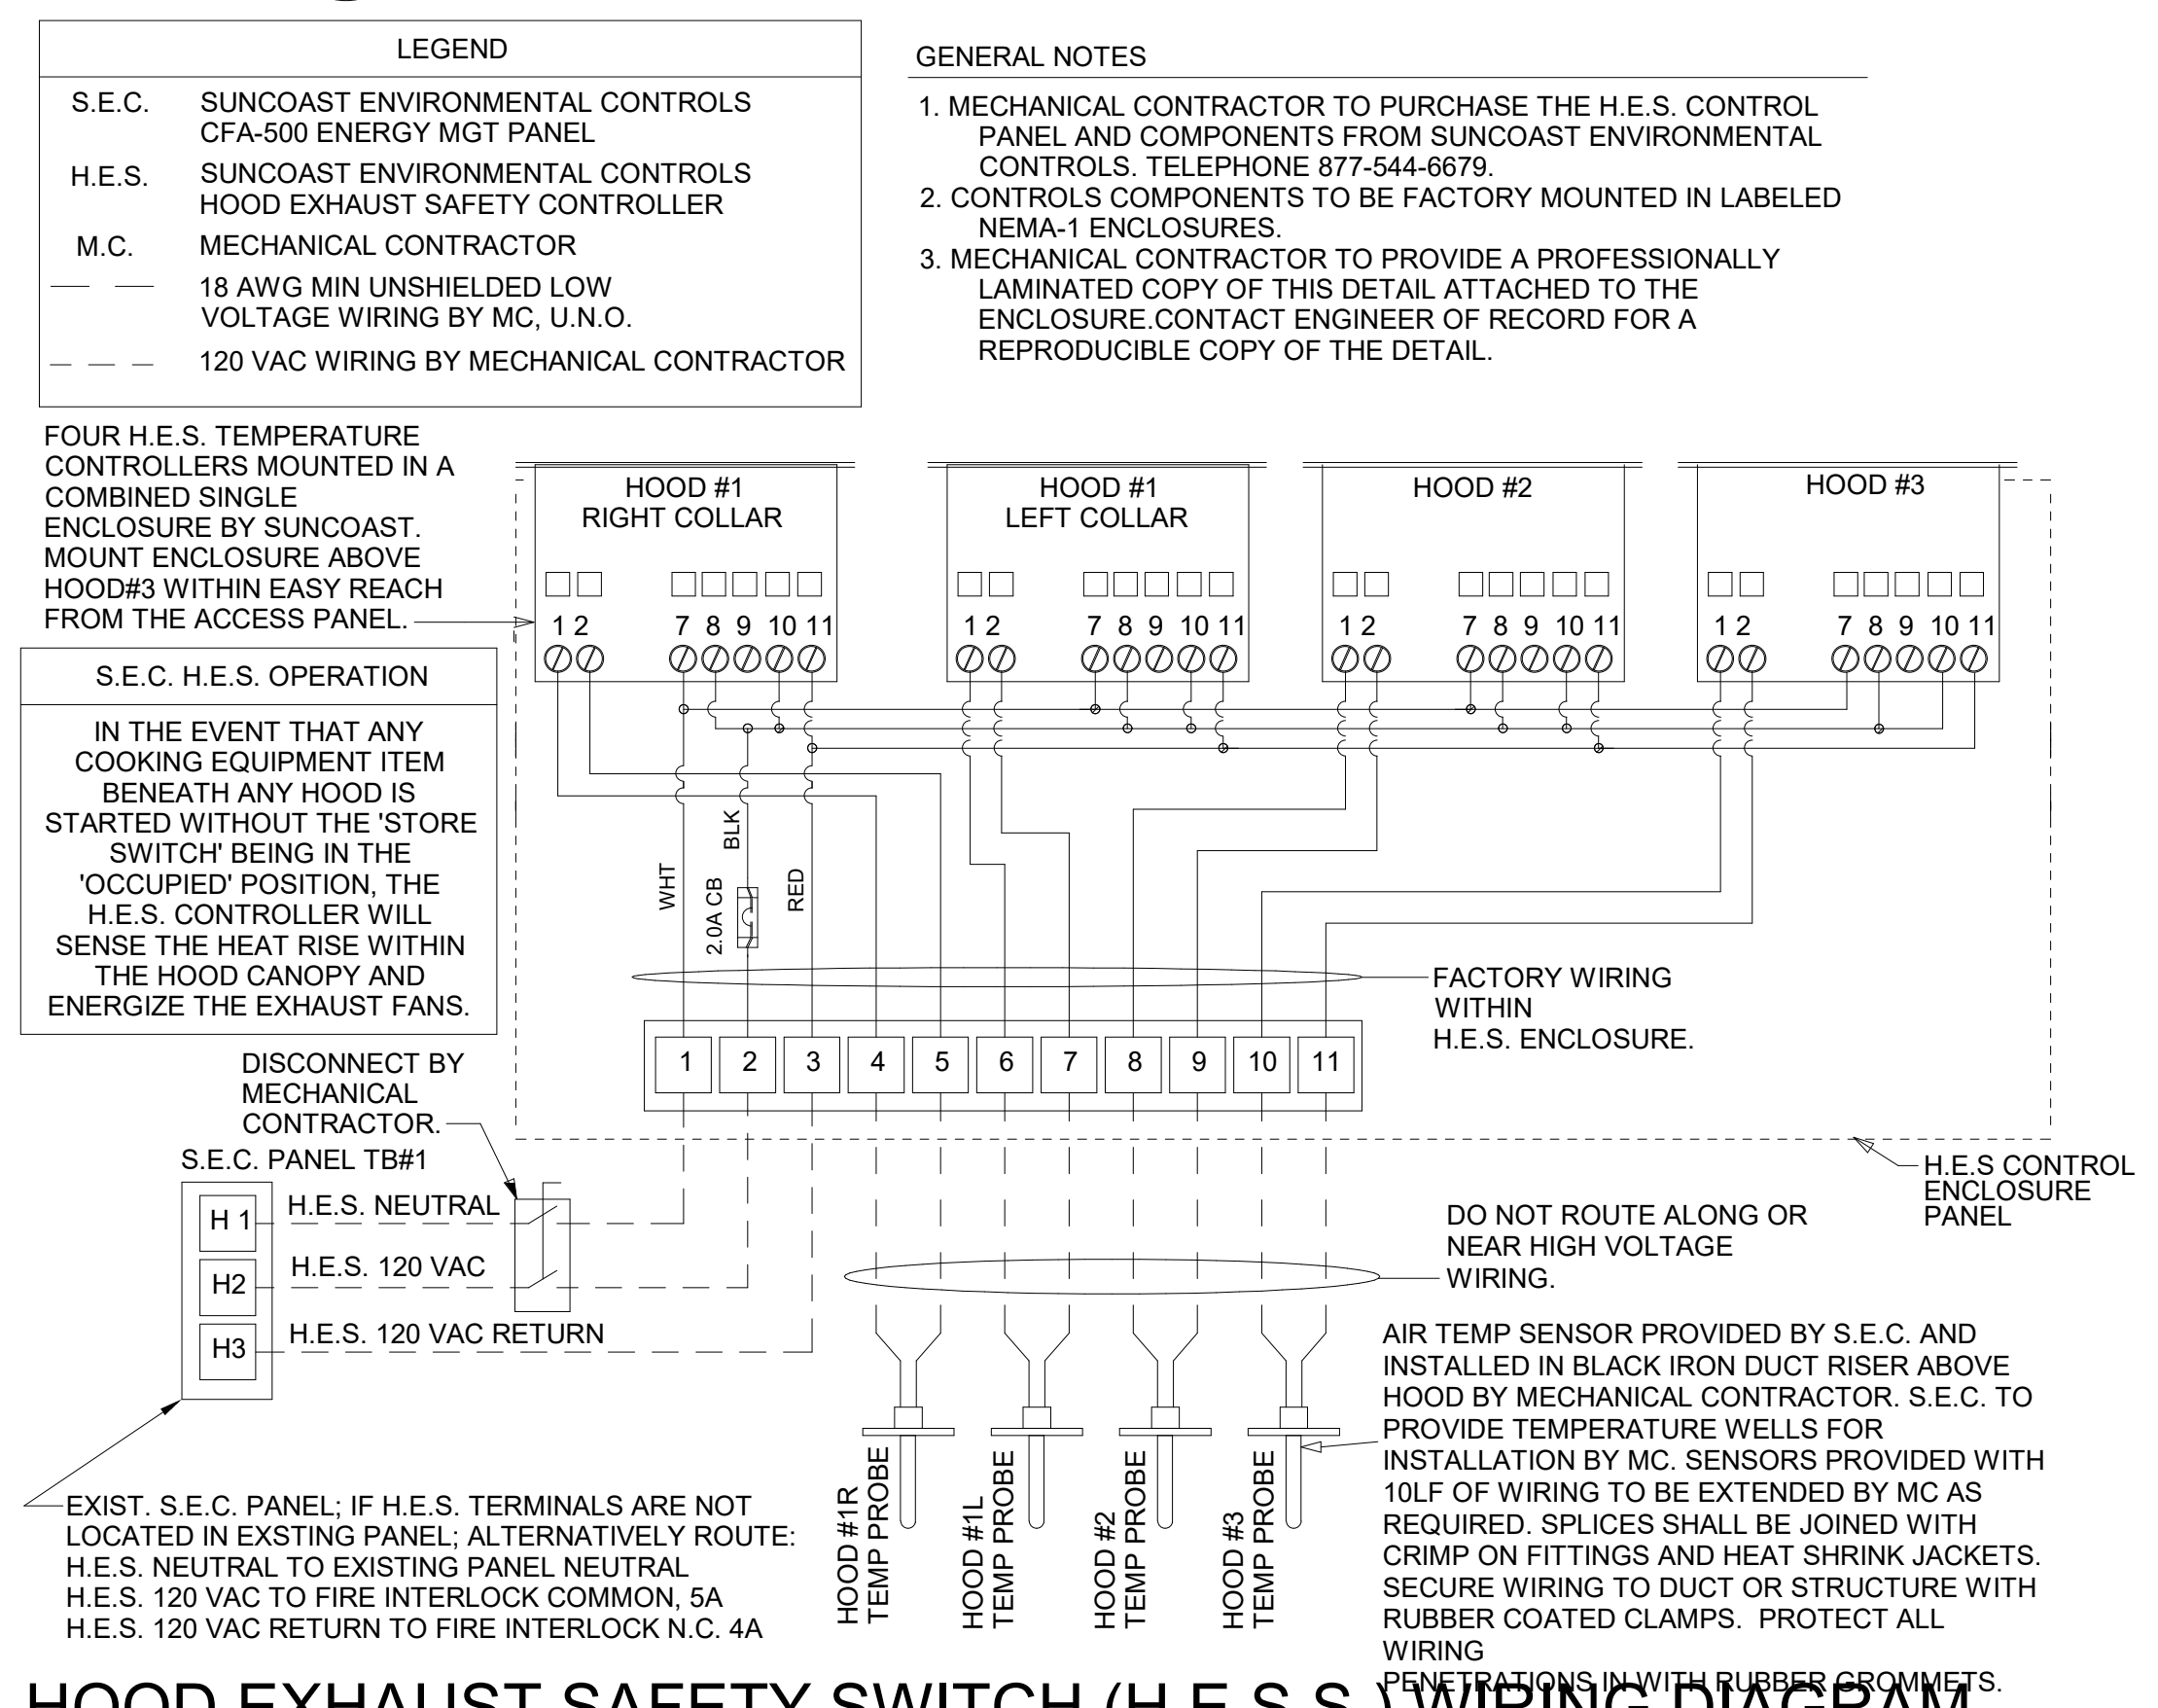 LEGEND
S.E.C. SUNCOAST ENVIRONMENTAL CONTROLS
CFA-500 ENERGY MGT PANEL
H.E.S. SUNCOAST ENVIRONMENTAL CONTROLS
HOOD EXHAUST SAFETY CONTROLLER
M.C. MECHANICAL CONTRACTOR
18 AWG MIN UNSHIELDED LOW
VOLTAGE WIRING BY MC, U.N.O.
120 VAC WIRING BY MECHANICAL CONTRACTOR
GENERAL NOTES
1. MECHANICAL CONTRACTOR TO PURCHASE THE H.E.S. CONTROL
PANEL AND COMPONENTS FROM SUNCOAST ENVIRONMENTAL
CONTROLS. TELEPHONE 877-544-6679.
2. CONTROLS COMPONENTS TO BE FACTORY MOUNTED IN LABELED
NEMA-1 ENCLOSURES.
3. MECHANICAL CONTRACTOR TO PROVIDE A PROFESSIONALLY
LAMINATED COPY OF THIS DETAIL ATTACHED TO THE
ENCLOSURE.CONTACT ENGINEER OF RECORD FOR A
REPRODUCIBLE COPY OF THE DETAIL.
FOUR H.E.S. TEMPERATURE
CONTROLLERS MOUNTED IN A
COMBINED SINGLE
ENCLOSURE BY SUNCOAST.
MOUNT ENCLOSURE ABOVE
HOOD#3 WITHIN EASY REACH
FROM THE ACCESS PANEL.
HOOD #1
RIGHT COLLAR
1 2 7 8 9 10 11
HOOD #1
LEFT COLLAR
1 2 7 8 9 10 11
HOOD #2
1 2 7 8 9 10 11
HOOD #3
1 2 7 8 9 10 11
S.E.C. H.E.S. OPERATION
IN THE EVENT THAT ANY
COOKING EQUIPMENT ITEM
BENEATH ANY HOOD IS
STARTED WITHOUT THE 'STORE
SWITCH' BEING IN THE
'OCCUPIED' POSITION, THE
H.E.S. CONTROLLER WILL
SENSE THE HEAT RISE WITHIN
THE HOOD CANOPY AND
ENERGIZE THE EXHAUST FANS.
WHT
BLK
2.0A CB
RED
FACTORY WIRING
WITHIN
H.E.S. ENCLOSURE.
1 2 3 4 5 6 7 8 9 10 11
DISCONNECT BY
MECHANICAL
CONTRACTOR.
S.E.C. PANEL TB#1
H 1 H.E.S. NEUTRAL
H2 H.E.S. 120 VAC
H3 H.E.S. 120 VAC RETURN
H.E.S CONTROL
ENCLOSURE
PANEL
DO NOT ROUTE ALONG OR
NEAR HIGH VOLTAGE
WIRING.
AIR TEMP SENSOR PROVIDED BY S.E.C. AND
INSTALLED IN BLACK IRON DUCT RISER ABOVE
HOOD BY MECHANICAL CONTRACTOR. S.E.C. TO
PROVIDE TEMPERATURE WELLS FOR
INSTALLATION BY MC. SENSORS PROVIDED WITH
10LF OF WIRING TO BE EXTENDED BY MC AS
REQUIRED. SPLICES SHALL BE JOINED WITH
CRIMP ON FITTINGS AND HEAT SHRINK JACKETS.
SECURE WIRING TO DUCT OR STRUCTURE WITH
RUBBER COATED CLAMPS. PROTECT ALL
WIRING
PENETRATIONS IN WITH RUBBER GROMMETS.
HOOD #1R
TEMP PROBE
HOOD #1L
TEMP PROBE
HOOD #2
TEMP PROBE
HOOD #3
TEMP PROBE
EXIST. S.E.C. PANEL; IF H.E.S. TERMINALS ARE NOT
LOCATED IN EXSTING PANEL; ALTERNATIVELY ROUTE:
H.E.S. NEUTRAL TO EXISTING PANEL NEUTRAL
H.E.S. 120 VAC TO FIRE INTERLOCK COMMON, 5A
H.E.S. 120 VAC RETURN TO FIRE INTERLOCK N.C. 4A
HOOD EXHAUST SAFETY SWITCH (H.E.S.S.) WIRING DIAGRAM